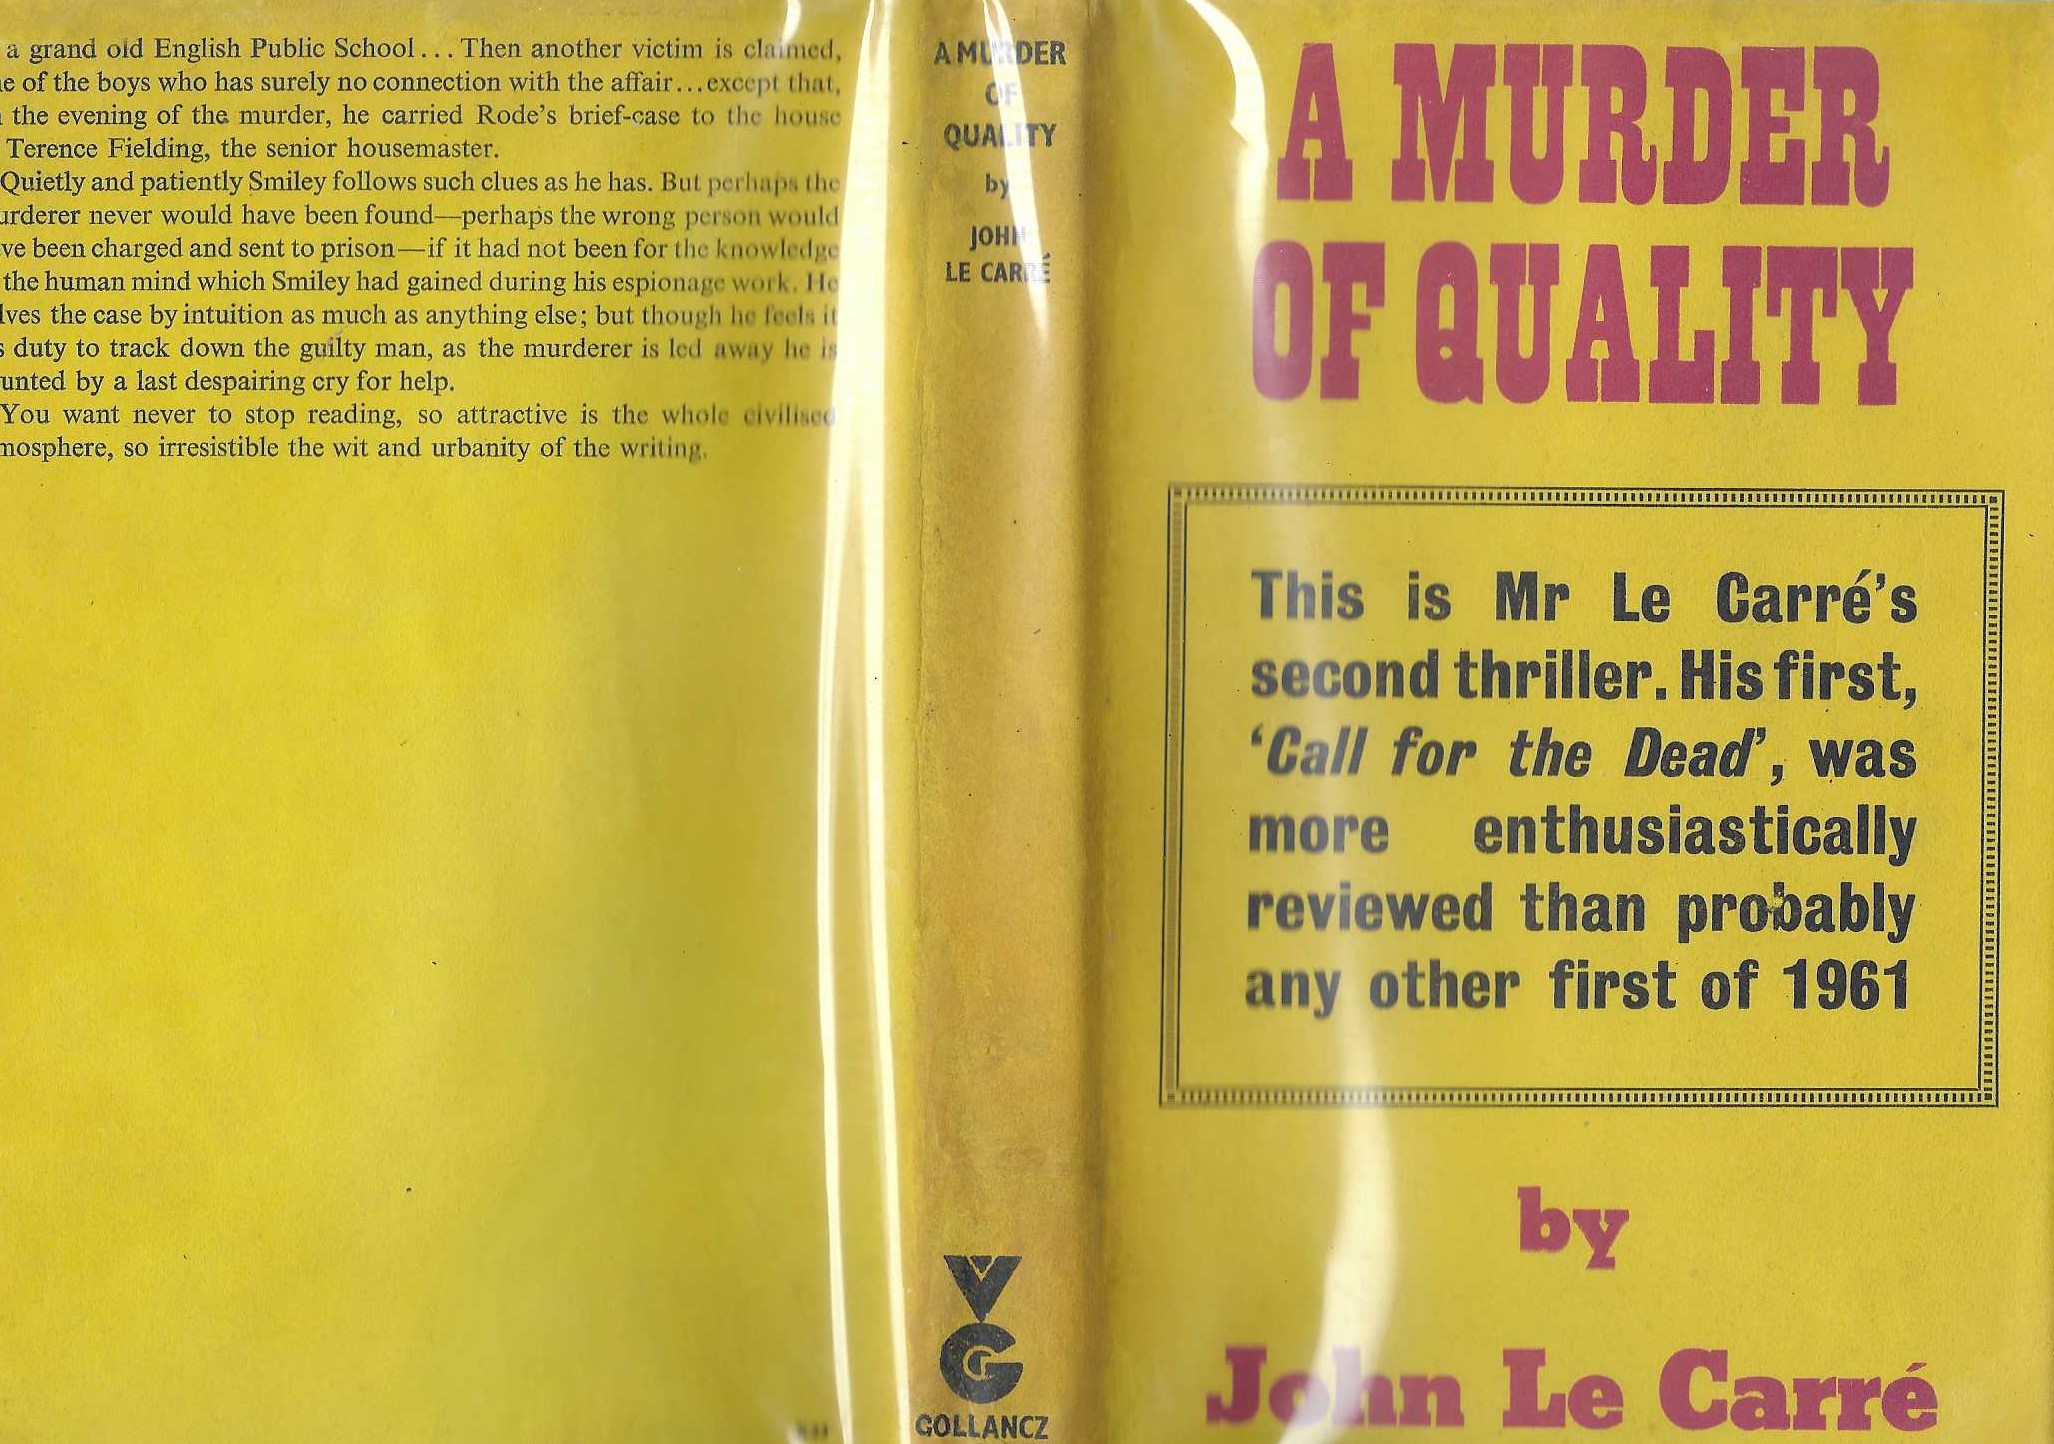 a grand old English Public School... Then another victim is claimed,
e of the boys who has surely no connection with the affair...except that,
the evening of the murder, he carried Rode's brief-case to the house
Terence Fielding, the senior housemaster.
Quietly and patiently Smiley follows such clues as he has. But perhaps the
urderer never would have been found—perhaps the wrong person would
ve been charged and sent to prison—if it had not been for the knowledge
the human mind which Smiley had gained during his espionage work. He
lves the case by intuition as much as anything else; but though he feels it
s duty to track down the guilty man, as the murderer is led away he is
unted by a last despairing cry for help.
You want never to stop reading, so attractive is the whole civilised
mosphere, so irresistible the wit and urbanity of the writing.
A MURDER
OF
QUALITY
by
JOHN
LE CARRÉ
VG
GOLLANCZ
A MURDER
OF QUALITY
This is Mr Le Carré's
second thriller. His first,
'Call for the Dead', was
more enthusiastically
reviewed than probably
any other first of 1961
by
John Le Carré